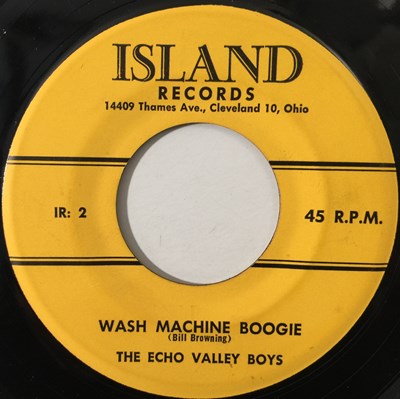 ISLAND
RECORDS
14409 Thames Ave., Cleveland 10, Ohio
IR: 2
45 R.P.M.
WASH MACHINE BOOGIE
(Bill Browning)
THE ECHO VALLEY BOYS